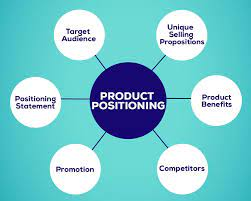 Target
Audience
Unique
Selling
Propositions
Positioning
Statement
PRODUCT
POSITIONING
Product
Benefits
Promotion
Competitors